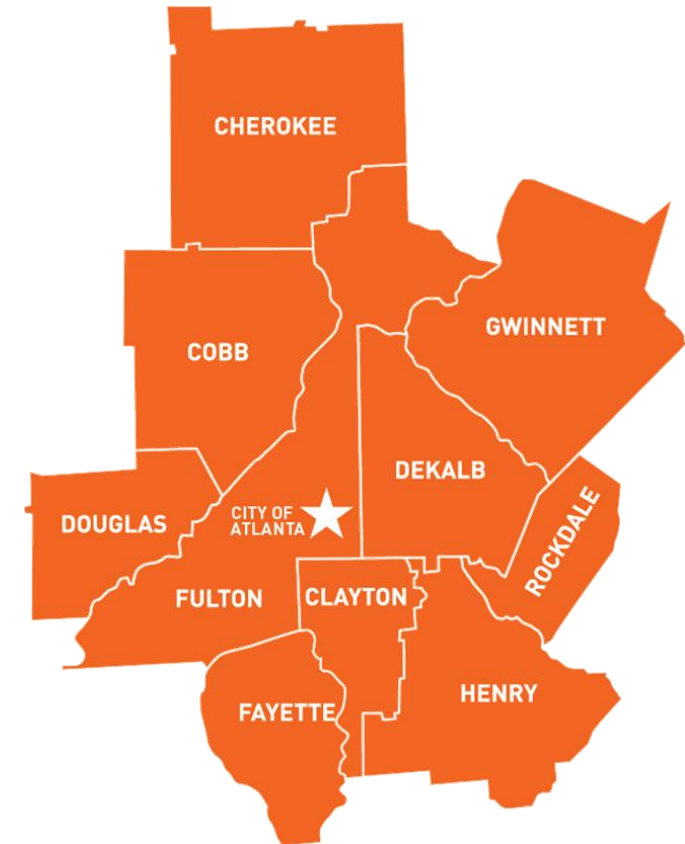 CHEROKEE
GWINNETT
COBB
DEKALB
CITY OF
ATLANTA
DOUGLAS
ROCKDALE
FULTON
CLAYTON
HENRY
FAYETTE